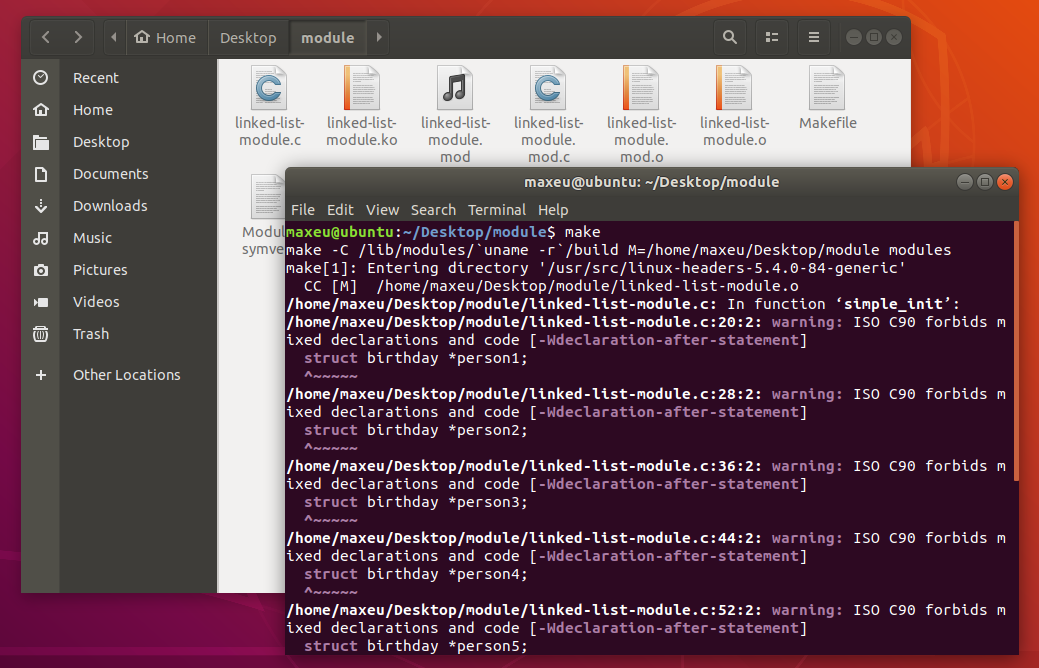 Home
Desktop
module
Recent
Home
Desktop
Documents
Downloads
Music
Pictures
Videos
Trash
Other Locations
linked-list-
module.c
linked-list-
module.ko
linked-list-
module.
mod
linked-list-
module.
mod.c
linked-list-
module.
mod.o
linked-list-
module.o
Makefile
Modul
symve
maxeu@ubuntu: ~/Desktop/module
File Edit View Search Terminal Help
maxeu@ubuntu:~/Desktop/module$ make
make -C /lib/modules/`uname -r`/build M=/home/maxeu/Desktop/module modules
make[1]: Entering directory '/usr/src/linux-headers-5.4.0-84-generic'
  CC [M]  /home/maxeu/Desktop/module/linked-list-module.o
/home/maxeu/Desktop/module/linked-list-module.c: In function ‘simple_init’:
/home/maxeu/Desktop/module/linked-list-module.c:20:2: warning: ISO C90 forbids m
ixed declarations and code [-Wdeclaration-after-statement]
  struct birthday *person1;
  ^~~~~~
/home/maxeu/Desktop/module/linked-list-module.c:28:2: warning: ISO C90 forbids m
ixed declarations and code [-Wdeclaration-after-statement]
  struct birthday *person2;
  ^~~~~~
/home/maxeu/Desktop/module/linked-list-module.c:36:2: warning: ISO C90 forbids m
ixed declarations and code [-Wdeclaration-after-statement]
  struct birthday *person3;
  ^~~~~~
/home/maxeu/Desktop/module/linked-list-module.c:44:2: warning: ISO C90 forbids m
ixed declarations and code [-Wdeclaration-after-statement]
  struct birthday *person4;
  ^~~~~~
/home/maxeu/Desktop/module/linked-list-module.c:52:2: warning: ISO C90 forbids m
ixed declarations and code [-Wdeclaration-after-statement]
  struct birthday *person5;